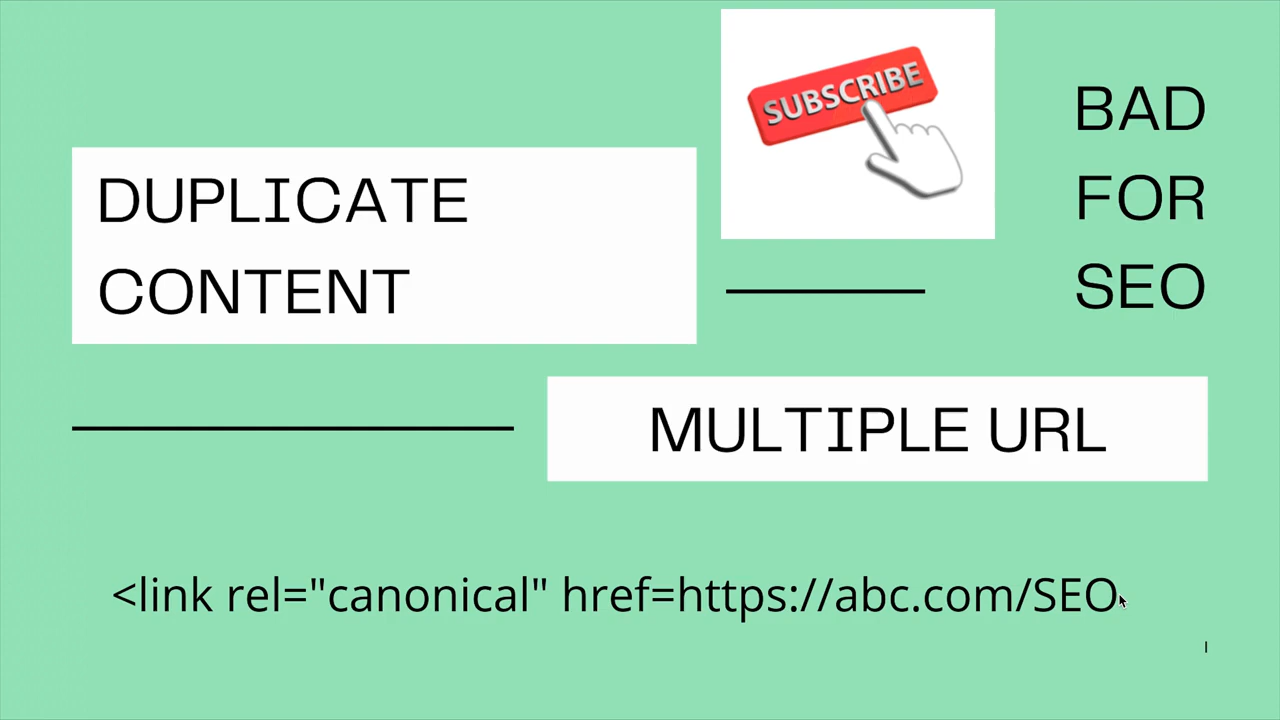 SUBSCRIBE
BAD
FOR
SEO
DUPLICATE
CONTENT
MULTIPLE URL
<link rel="canonical" href=https://abc.com/SEO